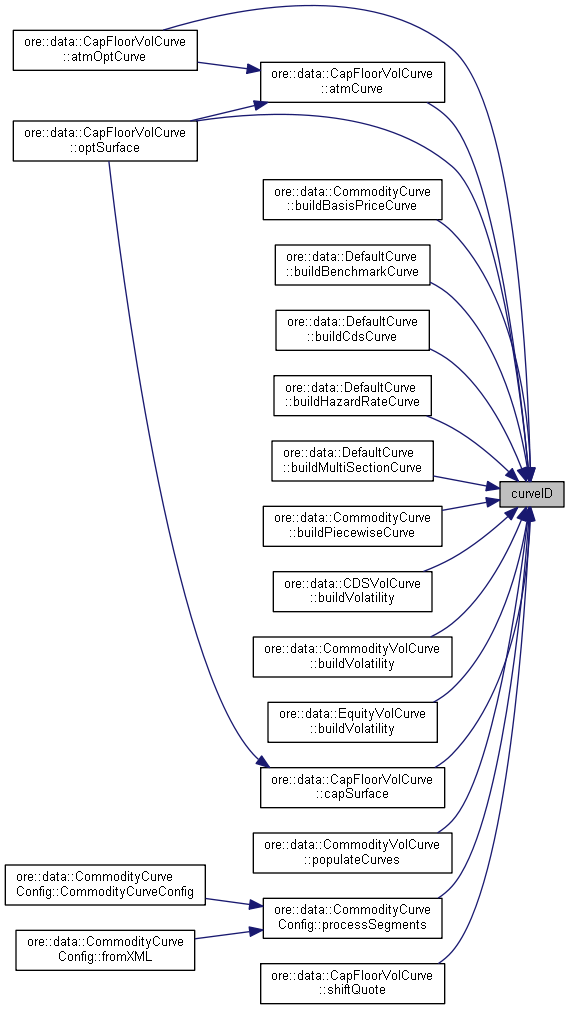 ore::data::CapFloorVolCurve
::atmOptCurve
ore::data::CapFloorVolCurve
::atmCurve
ore::data::CapFloorVolCurve
::optSurface
ore::data::CommodityCurve
::buildBasisPriceCurve
ore::data::DefaultCurve
::buildBenchmarkCurve
ore::data::DefaultCurve
::buildCdsCurve
ore::data::DefaultCurve
::buildHazardRateCurve
ore::data::DefaultCurve
::buildMultiSectionCurve
curveID
ore::data::CommodityCurve
::buildPiecewiseCurve
ore::data::CDSVolCurve
::buildVolatility
ore::data::CommodityVolCurve
::buildVolatility
ore::data::EquityVolCurve
::buildVolatility
ore::data::CapFloorVolCurve
::capSurface
ore::data::CommodityVolCurve
::populateCurves
ore::data::CommodityCurve
Config::CommodityCurveConfig
ore::data::CommodityCurve
Config::processSegments
ore::data::CommodityCurve
Config::fromXML
ore::data::CapFloorVolCurve
::shiftQuote